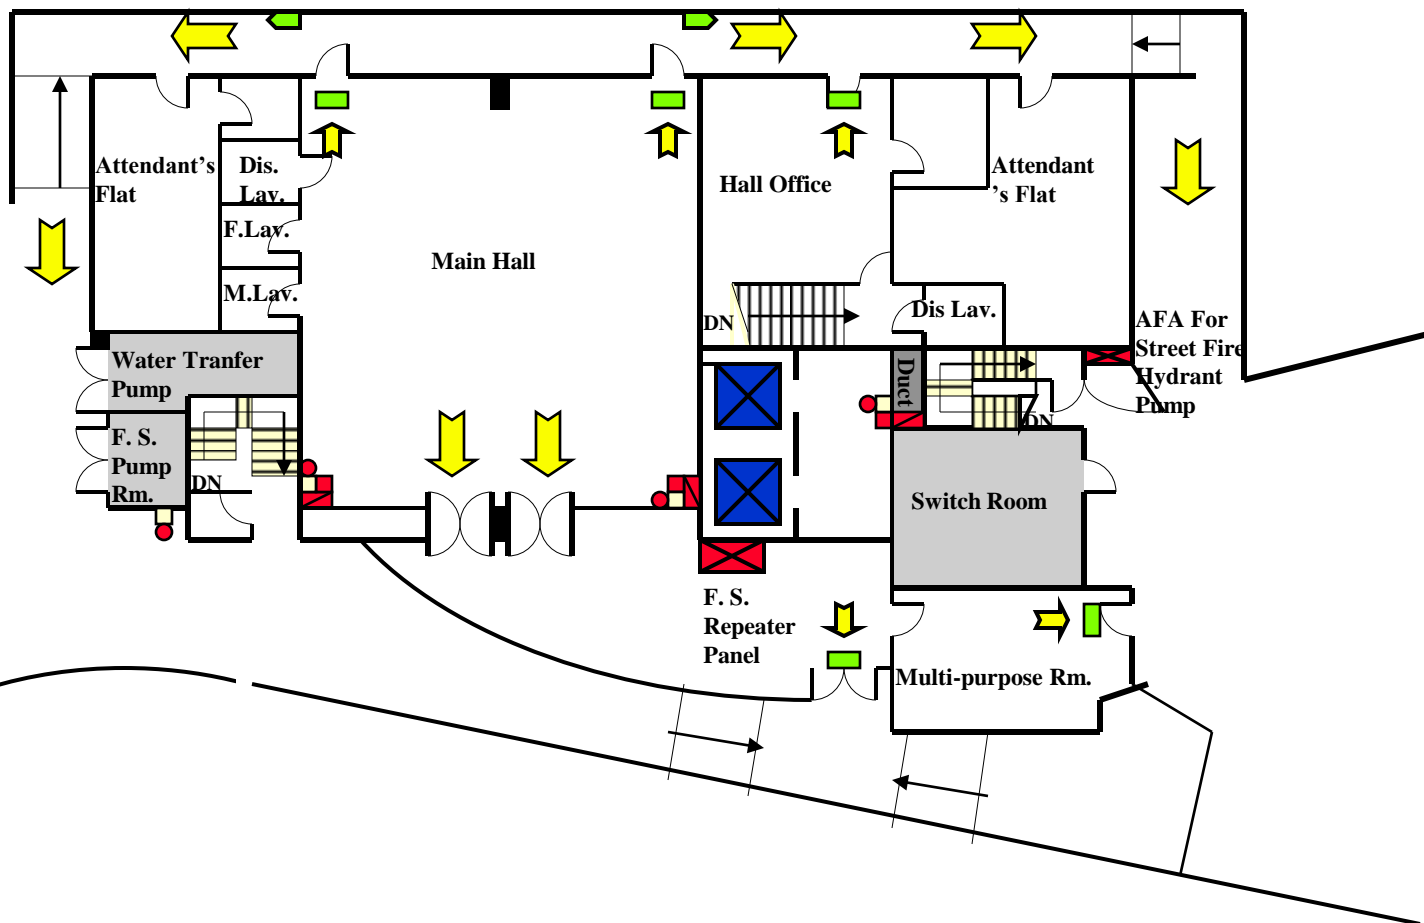 Attendant's
Flat
Dis.
Lav.
F.Lav.
M.Lav.
Main Hall
Hall Office
Attendant
's Flat
DN
Dis Lav.
AFA For
Street Fire
Hydrant
Pump
Water Tranfer
Pump
Duct
F. S.
Pump
Rm.
DN
DN
Switch Room
F. S.
Repeater
Panel
Multi-purpose Rm.